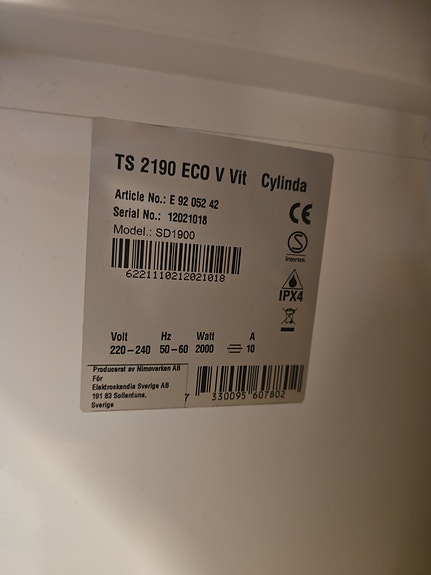 TS 2190 ECO V Vit Cylinda
Article No.: E 92 052 42
Serial No.: 12021018
Model.: SD1900
6221110212021018
Intertek
IPX4
Volt Hz Watt A
220–240 50–60 2000 10
Producerat av Nimoverken AB
För
Elektroskandia Sverige AB
191 83 Sollentuna,
Sverige
7 330095 607802